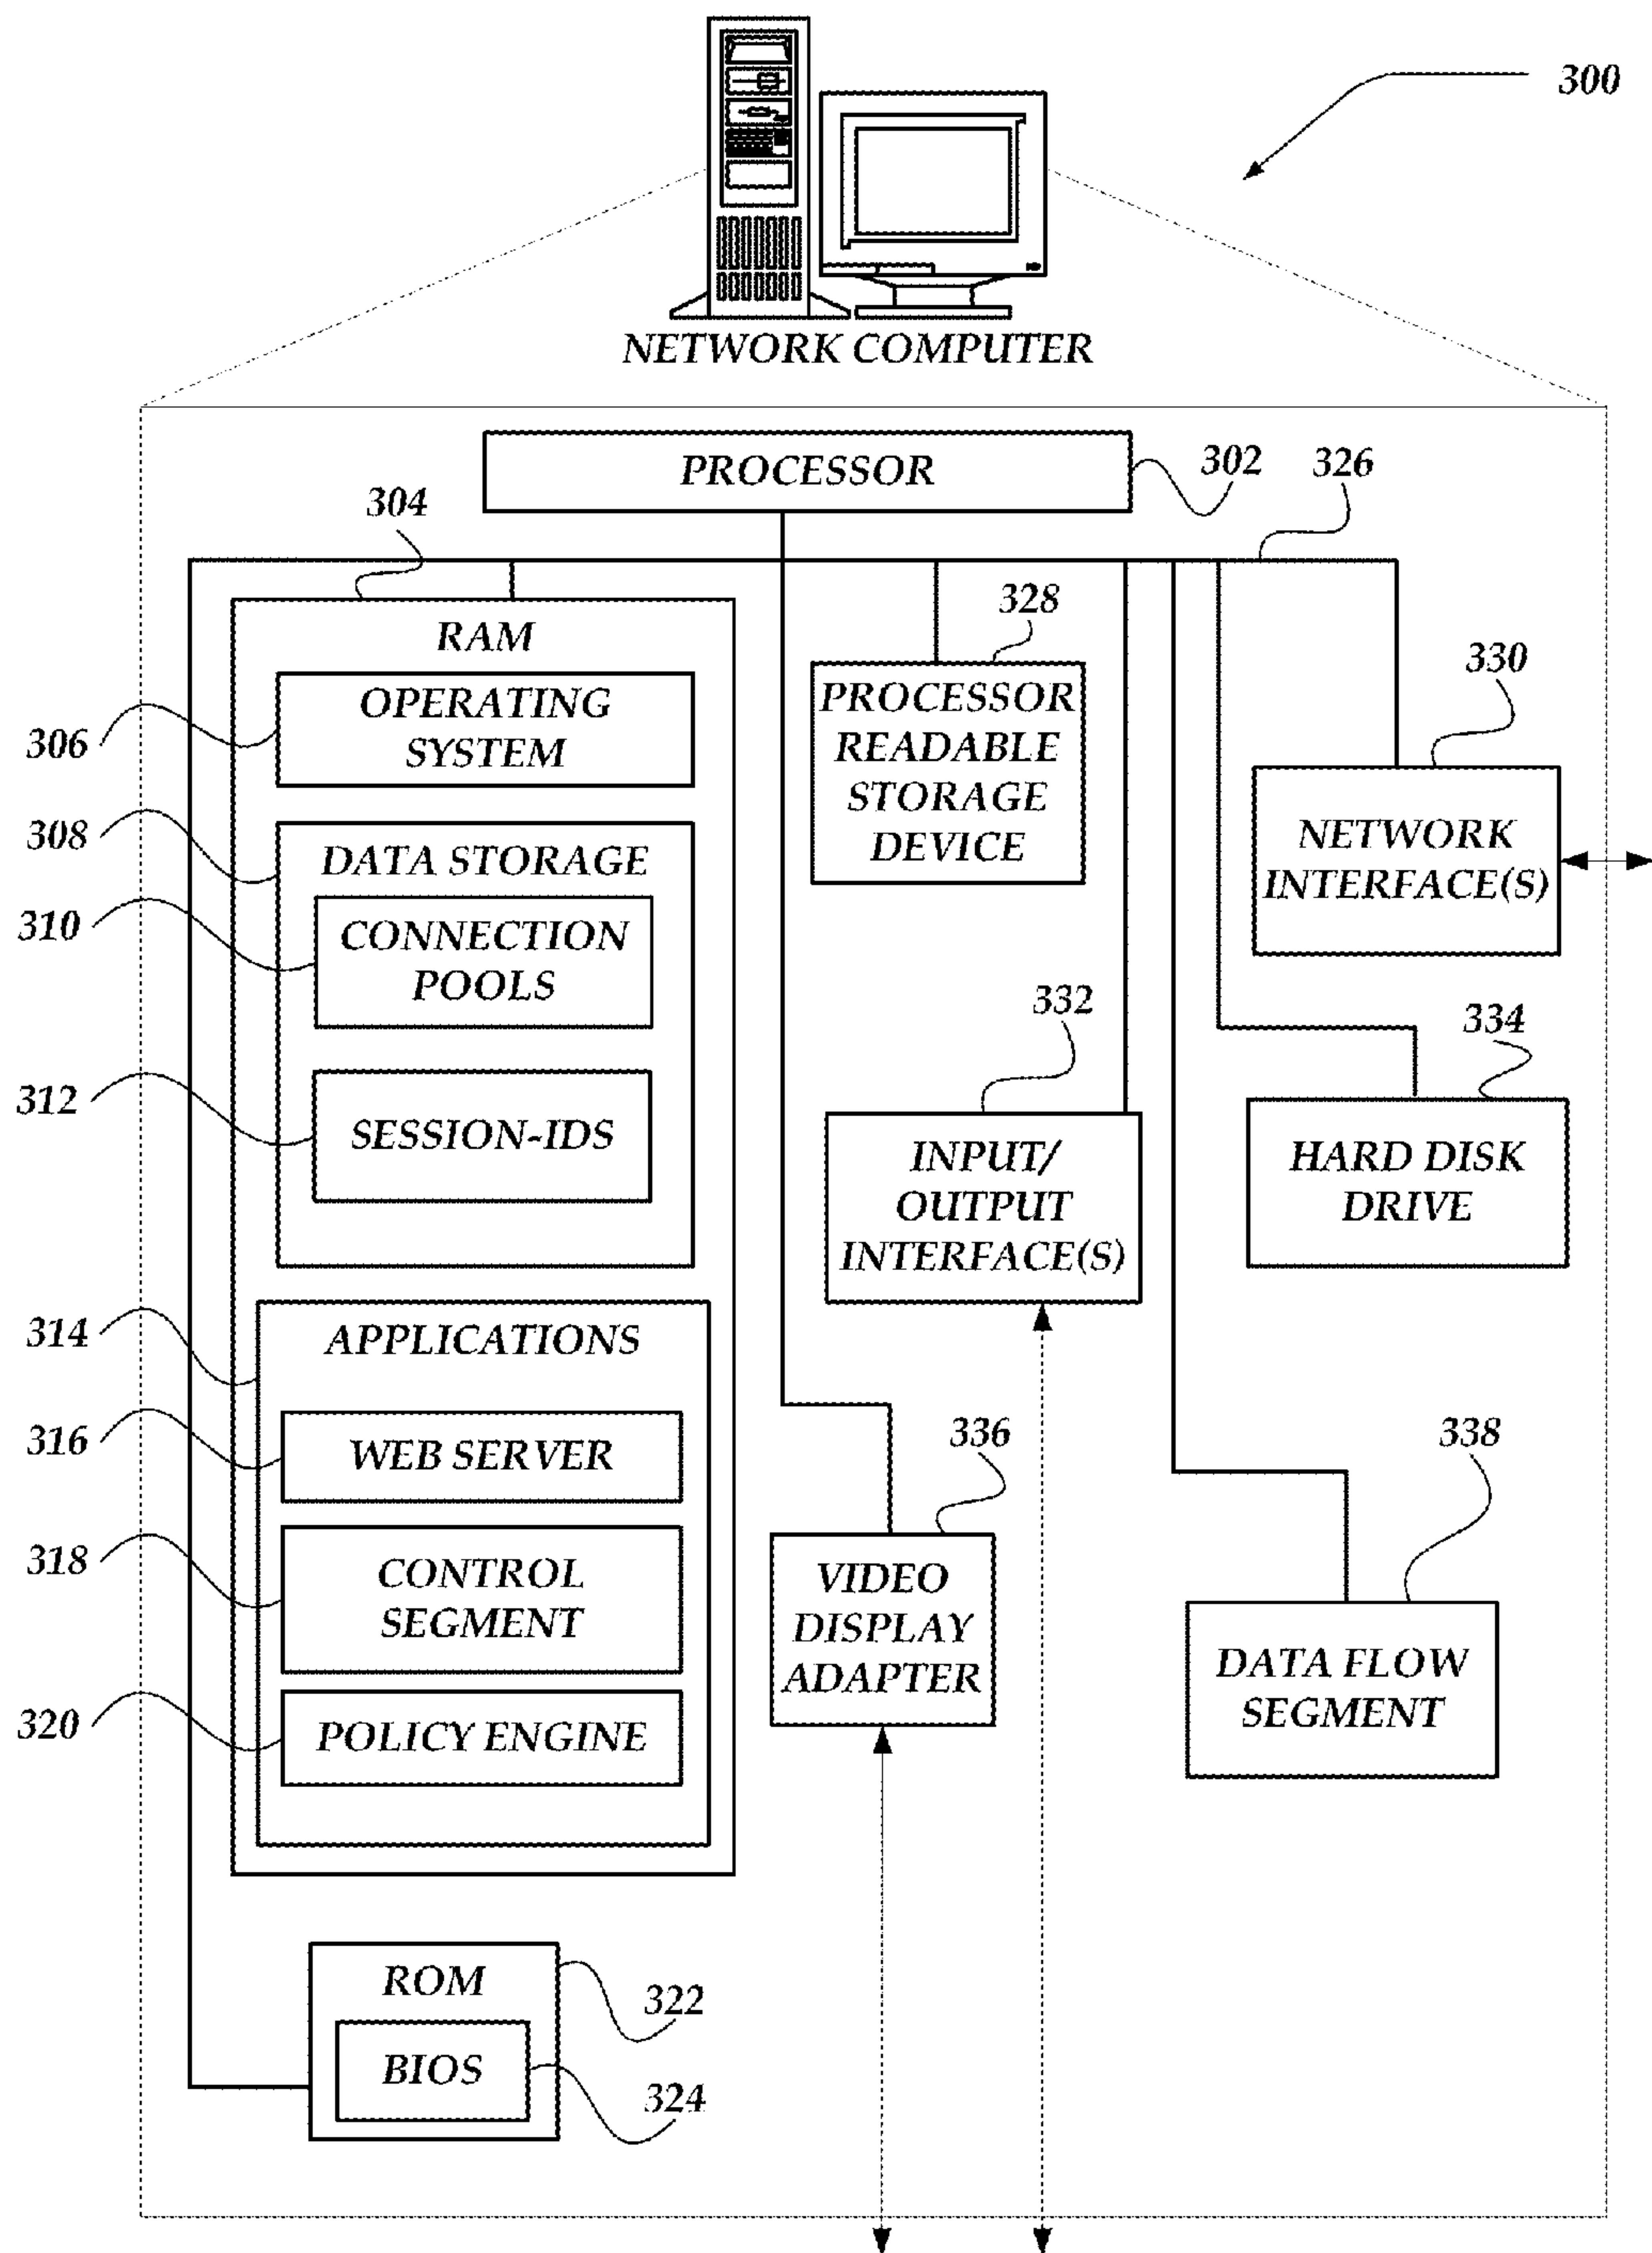 300
NETWORK COMPUTER
PROCESSOR
302
326
304
RAM
328
330
OPERATING
SYSTEM
306
PROCESSOR
READABLE
STORAGE
DEVICE
NETWORK
INTERFACE(S)
308
DATA STORAGE
310
CONNECTION
POOLS
332
334
312
SESSION-IDS
INPUT/
OUTPUT
INTERFACE(S)
HARD DISK
DRIVE
314
APPLICATIONS
316
WEB SERVER
336
338
318
CONTROL
SEGMENT
VIDEO
DISPLAY
ADAPTER
DATA FLOW
SEGMENT
320
POLICY ENGINE
ROM
322
BIOS
324